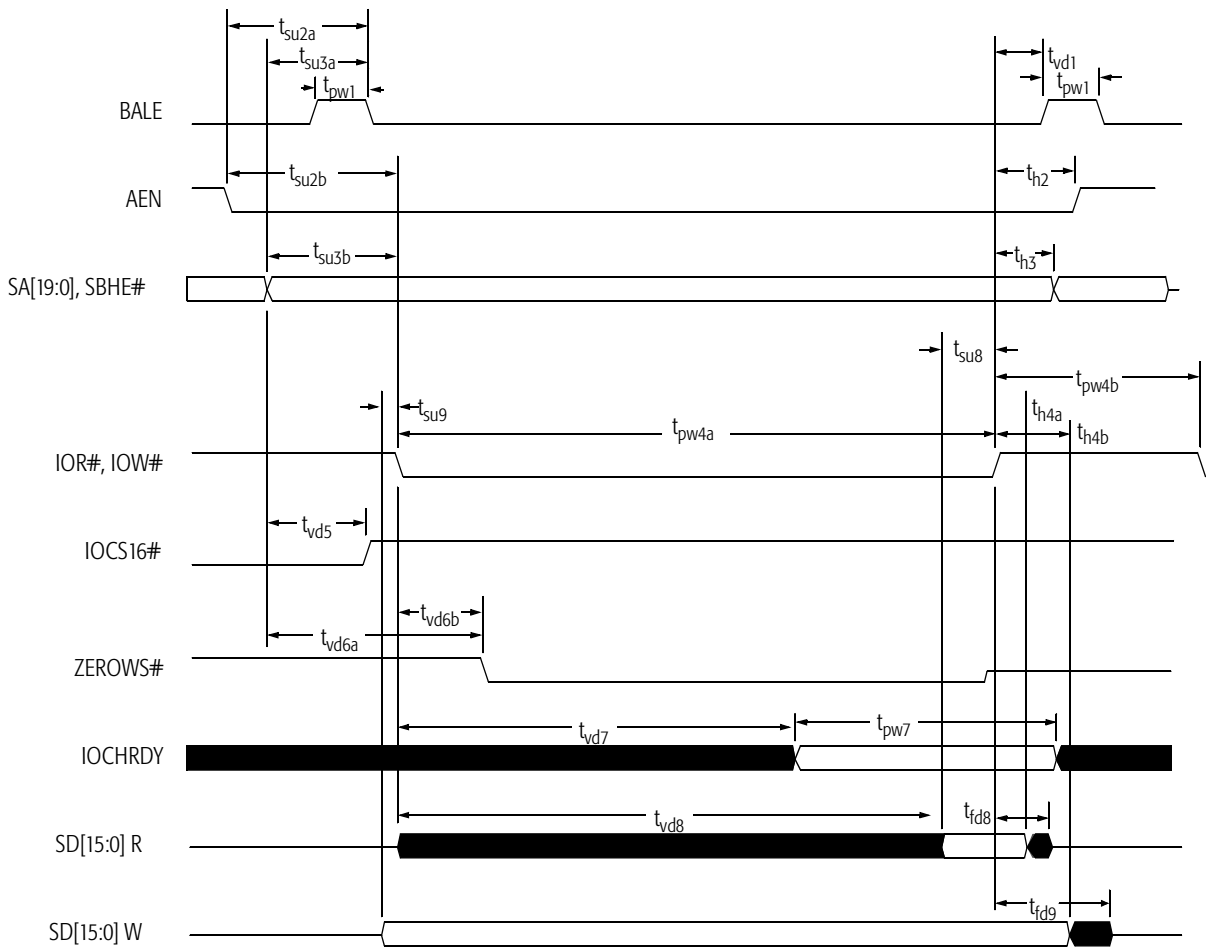 tsu2a
tsu3a
tvd1
tpw1
tpw1
BALE
tsu2b
th2
AEN
tsu3b
th3
SA[19:0], SBHE#
tsu8
tpw4b
tsu9
th4a
tpw4a
th4b
IOR#, IOW#
tvd5
IOCS16#
tvd6b
tvd6a
ZEROWS#
tvd7
tpw7
IOCHRDY
tvd8
tfd8
SD[15:0] R
tfd9
SD[15:0] W